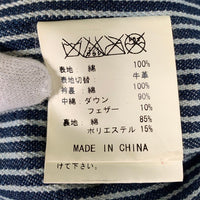 表地：綿 100%
表地切替：牛革
衿裏：綿 100%
中綿：ダウン 90%
フェザー 10%
裏地：綿 85%
ポリエステル 15%
MADE IN CHINA
けて下さい。